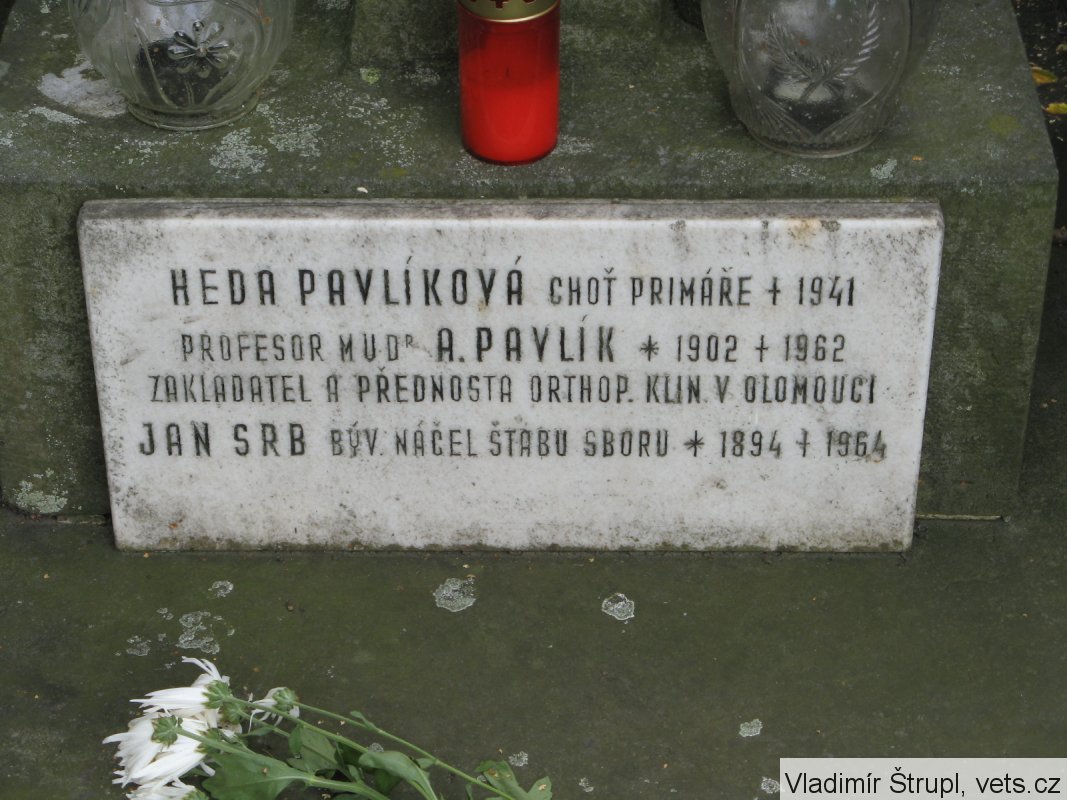 HEDA PAVLÍKOVÁ CHOŤ PRIMÁŘE + 1941
PROFESOR MUDR A. PAVLÍK * 1902 + 1962
ZAKLADATEL A PŘEDNOSTA ORTHOP. KLIN. V OLOMOUCI
JAN SRB BÝV. NÁČEL ŠTABU SBORU * 1894 + 1964
Vladimír Štrupl, vets.cz